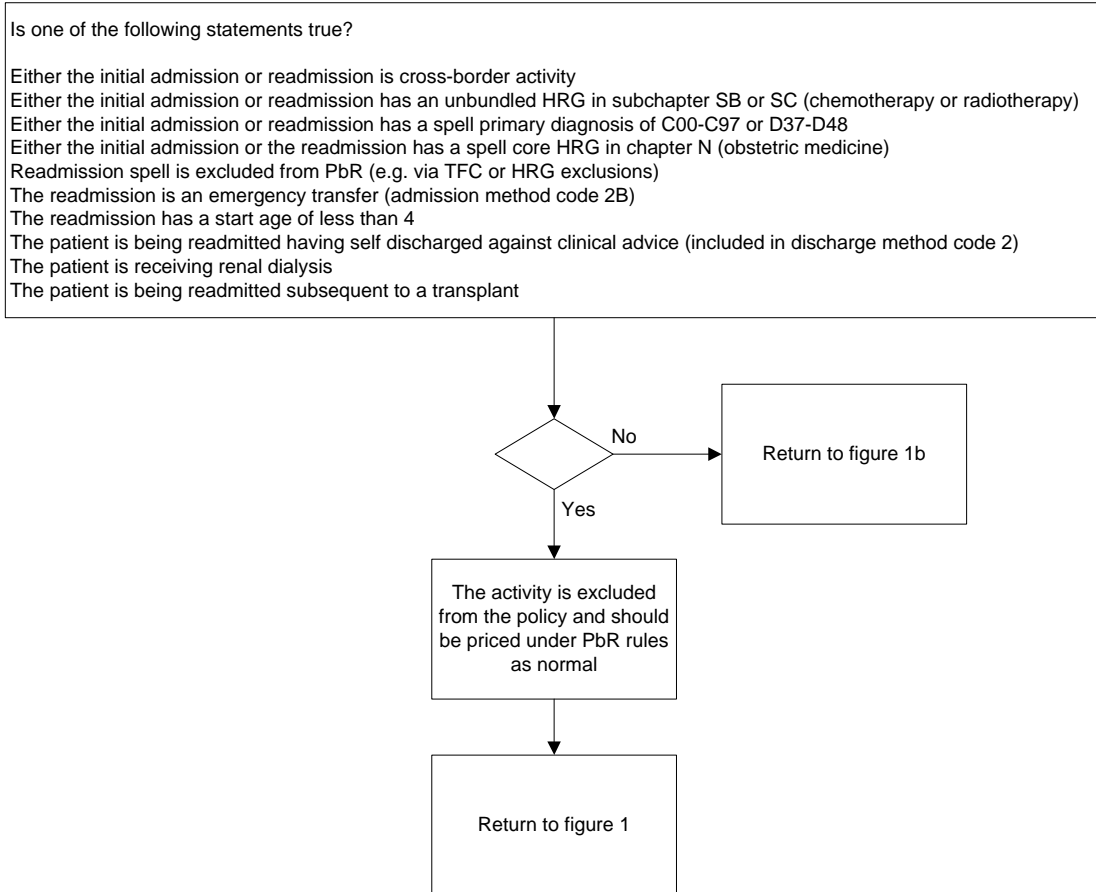 Is one of the following statements true?
Either the initial admission or readmission is cross-border activity
Either the initial admission or readmission has an unbundled HRG in subchapter SB or SC (chemotherapy or radiotherapy)
Either the initial admission or readmission has a spell primary diagnosis of C00-C97 or D37-D48
Either the initial admission or the readmission has a spell core HRG in chapter N (obstetric medicine)
Readmission spell is excluded from PbR (e.g. via TFC or HRG exclusions)
The readmission is an emergency transfer (admission method code 2B)
The readmission has a start age of less than 4
The patient is being readmitted having self discharged against clinical advice (included in discharge method code 2)
The patient is receiving renal dialysis
The patient is being readmitted subsequent to a transplant
No
Return to figure 1b
Yes
The activity is excluded
from the policy and should
be priced under PbR rules
as normal
Return to figure 1